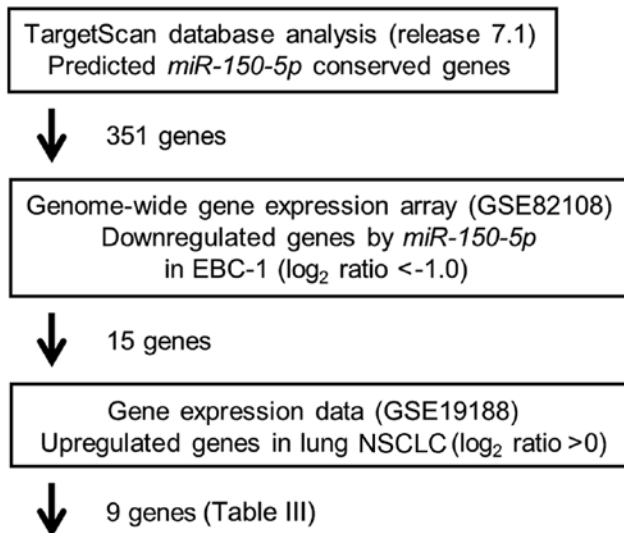 TargetScan database analysis (release 7.1)
Predicted miR-150-5p conserved genes
351 genes
Genome-wide gene expression array (GSE82108)
Downregulated genes by miR-150-5p
in EBC-1 (log₂ ratio <-1.0)
15 genes
Gene expression data (GSE19188)
Upregulated genes in lung NSCLC (log₂ ratio >0)
9 genes (Table III)